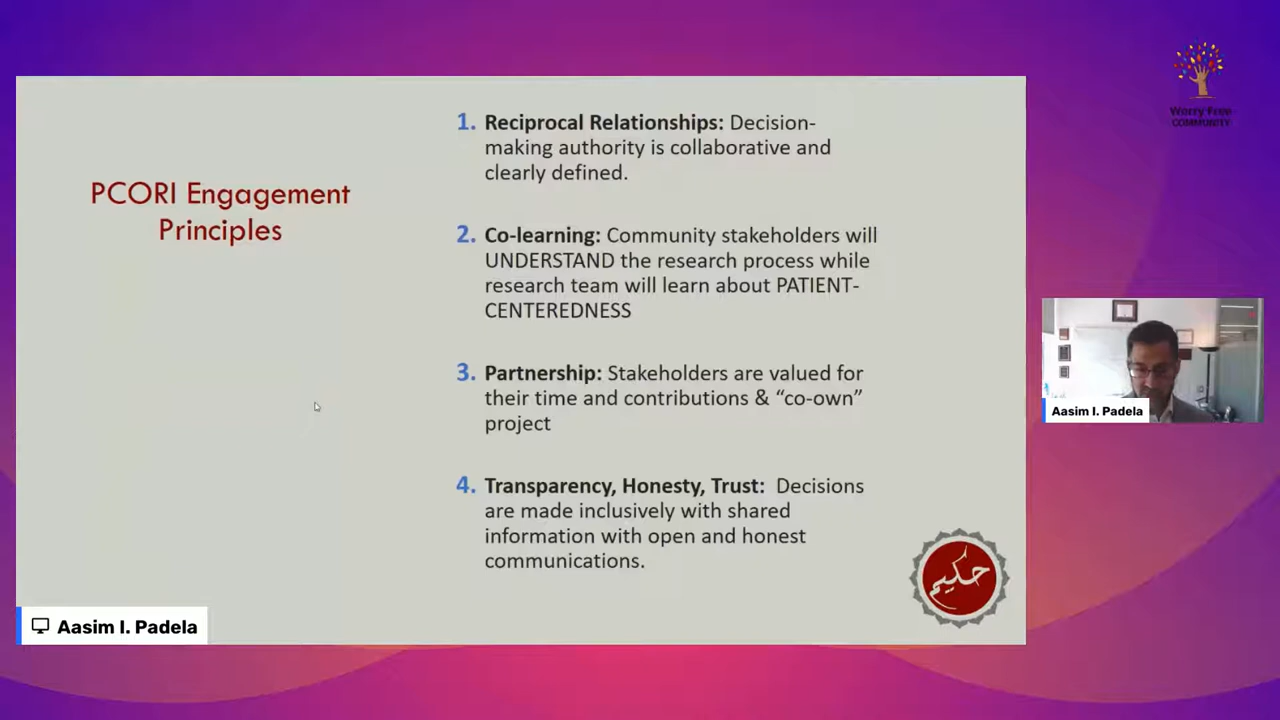 Worry Free
COMMUNITY
PCORI Engagement
Principles
1. Reciprocal Relationships: Decision-
making authority is collaborative and
clearly defined.
2. Co-learning: Community stakeholders will
UNDERSTAND the research process while
research team will learn about PATIENT-
CENTEREDNESS
3. Partnership: Stakeholders are valued for
their time and contributions & “co-own”
project
4. Transparency, Honesty, Trust:  Decisions
are made inclusively with shared
information with open and honest
communications.
حكيم
Aasim I. Padela
Aasim I. Padela